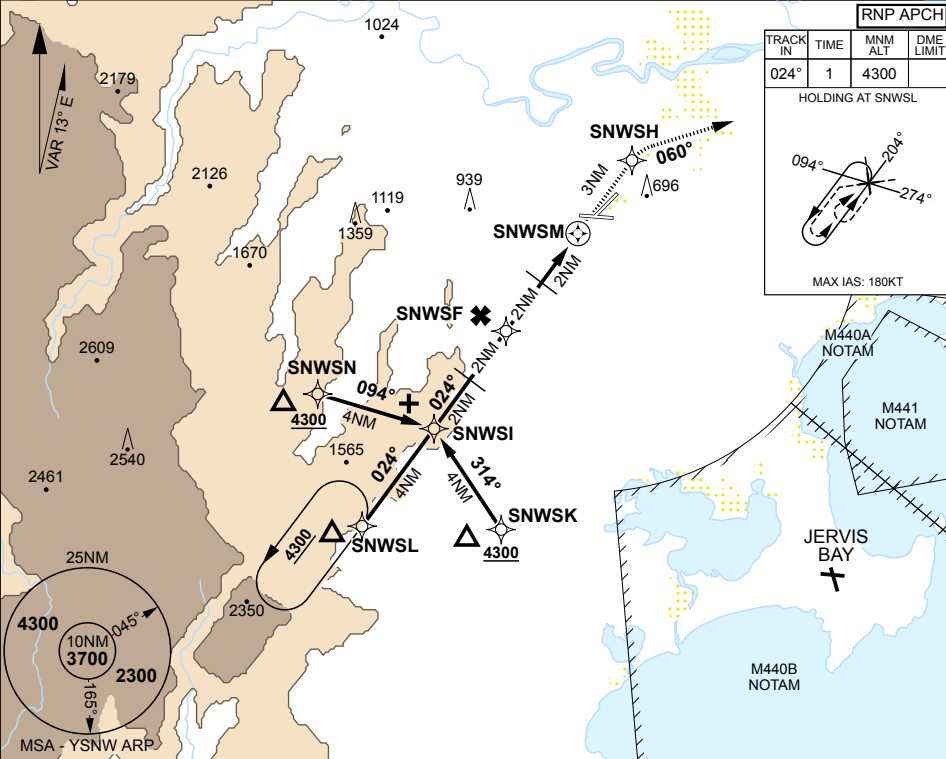 RNP APCH
TRACK IN
TIME
MNM ALT
DME LIMIT
024°
1
4300
HOLDING AT SNWSL
094°
204°
274°
MAX IAS: 180KT
1024
2179
VAR 13° E
SNWSH
060°
3NM
696
2126
939
1119
1359
SNWSM
1670
2NM
2NM
SNWSF
2NM
M440A
NOTAM
2609
SNWSN
094°
4NM
4300
024°
2NM
M441
NOTAM
SNWSI
2540
1565
024°
4NM
314°
4NM
2461
SNWSK
4300
SNWSL
4300
JERVIS
BAY
25NM
2350
4300
10NM
3700
045°
2300
165°
M440B
NOTAM
MSA - YSNW ARP